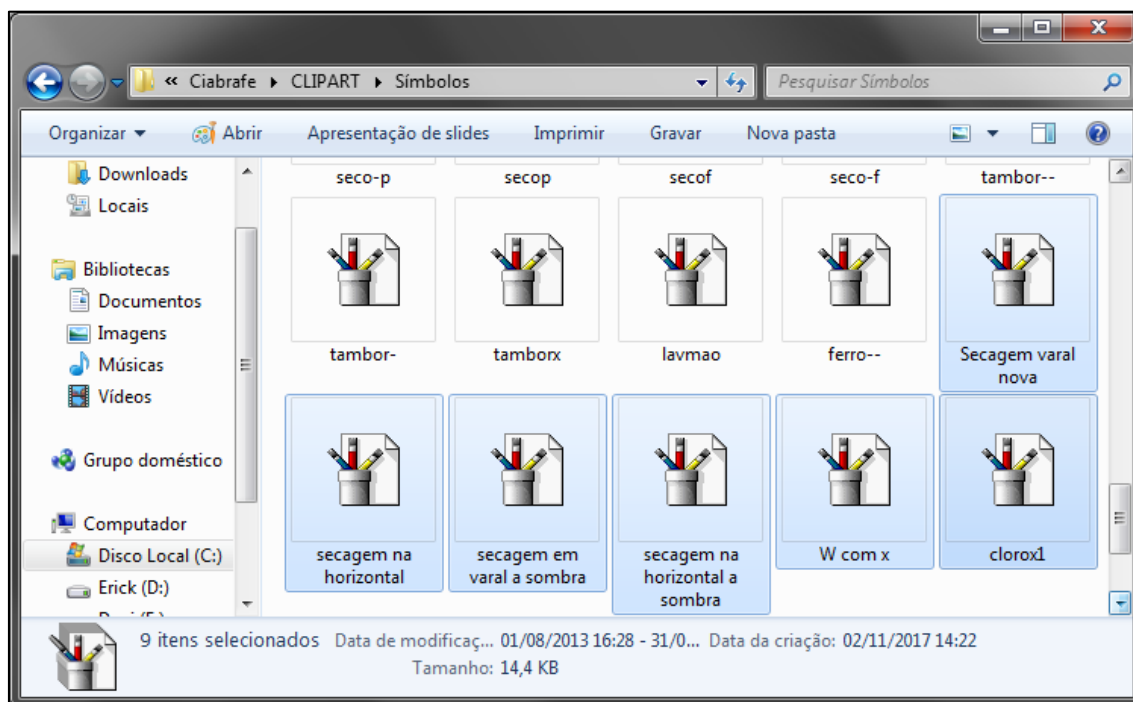 « Ciabrafe ▸ CLIPART ▸ Símbolos
Pesquisar Símbolos
Organizar
Abrir
Apresentação de slides
Imprimir
Gravar
Nova pasta
Downloads
Locais
Bibliotecas
Documentos
Imagens
Músicas
Vídeos
Grupo doméstico
Computador
Disco Local (C:)
Erick (D:)
seco-p
secop
secof
seco-f
tambor--
tambor-
tamborx
lavmao
ferro--
Secagem varal
nova
secagem na
horizontal
secagem em
varal a sombra
secagem na
horizontal a
sombra
W com x
clorox1
9 itens selecionados
Data de modificaç... 01/08/2013 16:28 - 31/0...
Data da criação: 02/11/2017 14:22
Tamanho: 14,4 KB